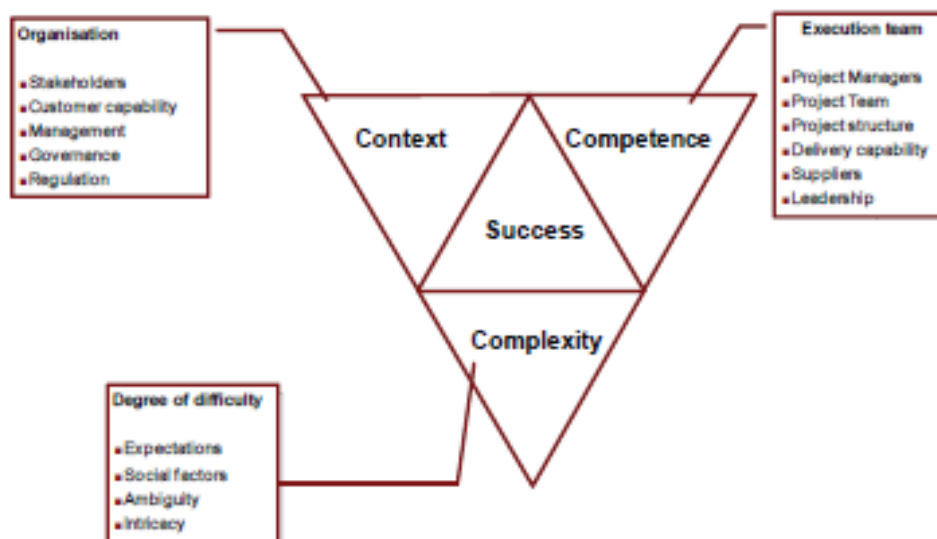 Organisation
▪Stakeholders
▪Customer capability
▪Management
▪Governance
▪Regulation
Execution team
▪Project Managers
▪Project Team
▪Project structure
▪Delivery capability
▪Suppliers
▪Leadership
Context
Competence
Success
Complexity
Degree of difficulty
▪Expectations
▪Social factors
▪Ambiguity
▪Intricacy